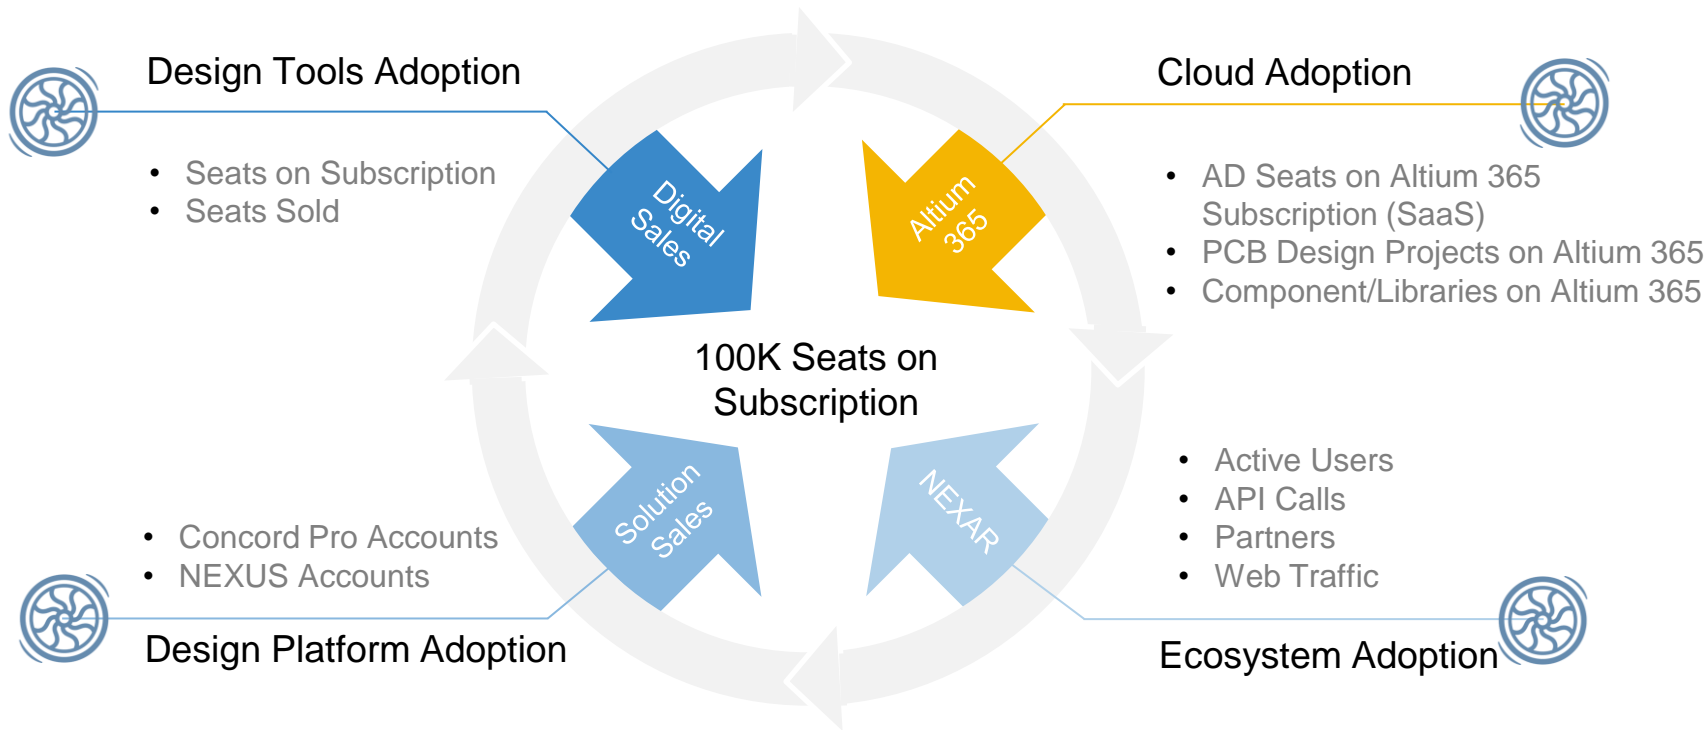 Design Tools Adoption
• Seats on Subscription
• Seats Sold
Digital
Sales
Cloud Adoption
• AD Seats on Altium 365
Subscription (SaaS)
• PCB Design Projects on Altium 365
• Component/Libraries on Altium 365
Altium
365
100K Seats on
Subscription
• Concord Pro Accounts
• NEXUS Accounts
Design Platform Adoption
Solution
Sales
NEXAR
• Active Users
• API Calls
• Partners
• Web Traffic
Ecosystem Adoption